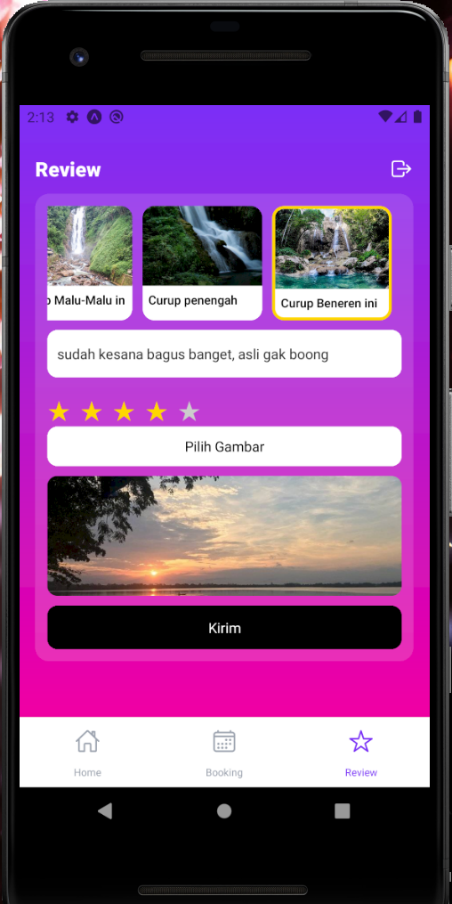 2:13
Review
Malu-Malu in
Curup penengah
Curup Beneren ini
sudah kesana bagus banget, asli gak boong
Pilih Gambar
Kirim
Home
Booking
Review